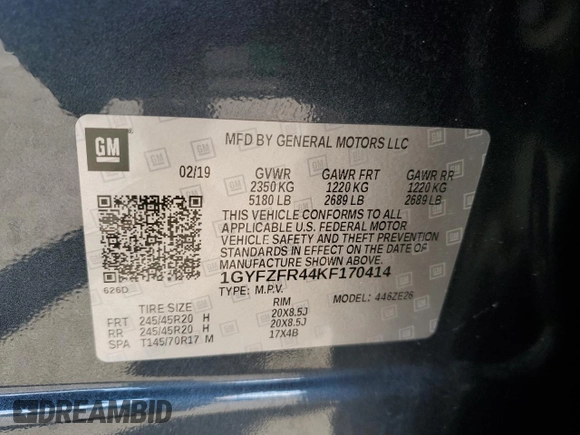 GM
MFD BY GENERAL MOTORS LLC
02/19 GVWR GAWR FRT GAWR RR
2350 KG 1220 KG 1220 KG
5180 LB 2689 LB 2689 LB
THIS VEHICLE CONFORMS TO ALL
APPLICABLE U.S. FEDERAL MOTOR
VEHICLE SAFETY AND THEFT PREVENTION
STANDARDS IN EFFECT ON THE DATE OF
MANUFACTURE SHOWN ABOVE.
1GYFZFR44KF170414
626D TYPE: M.P.V. MODEL: 446ZE26
TIRE SIZE RIM
FRT 245/45R20 H 20X8.5J
RR 245/45R20 H 20X8.5J
SPA T145/70R17 M 17X4B
DREAMBID